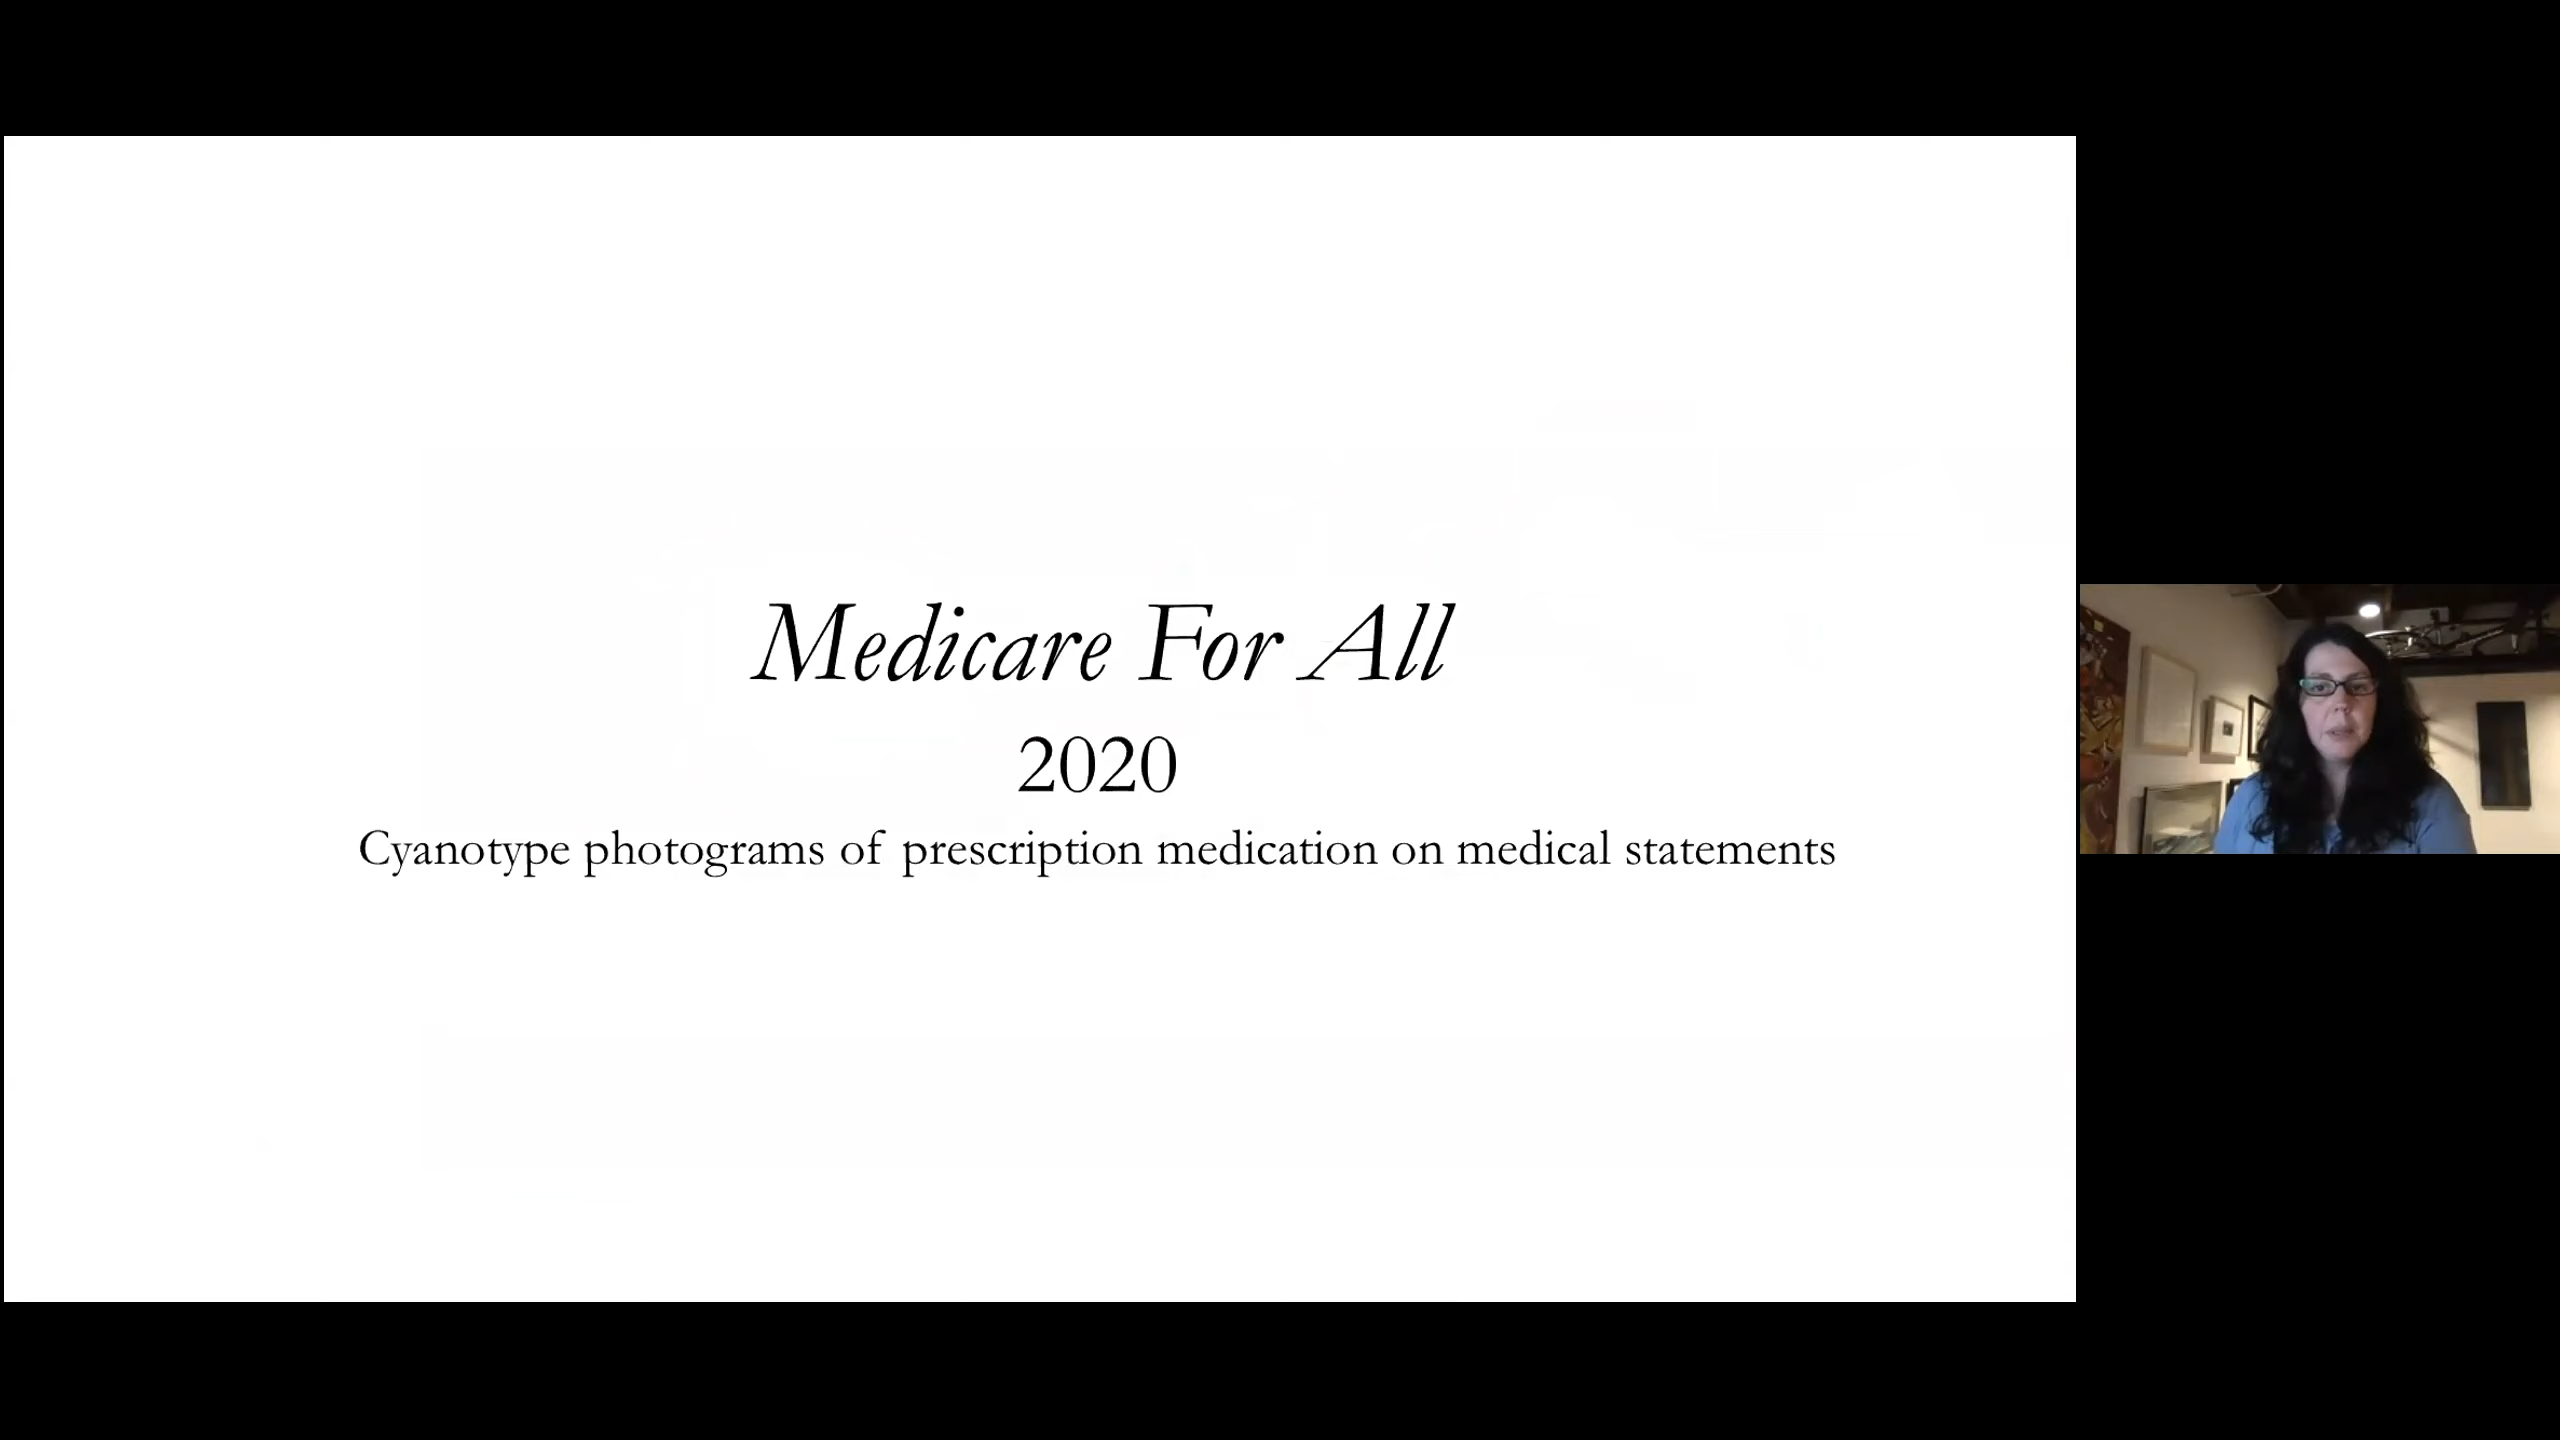 Medicare For All
2020
Cyanotype photograms of prescription medication on medical statements